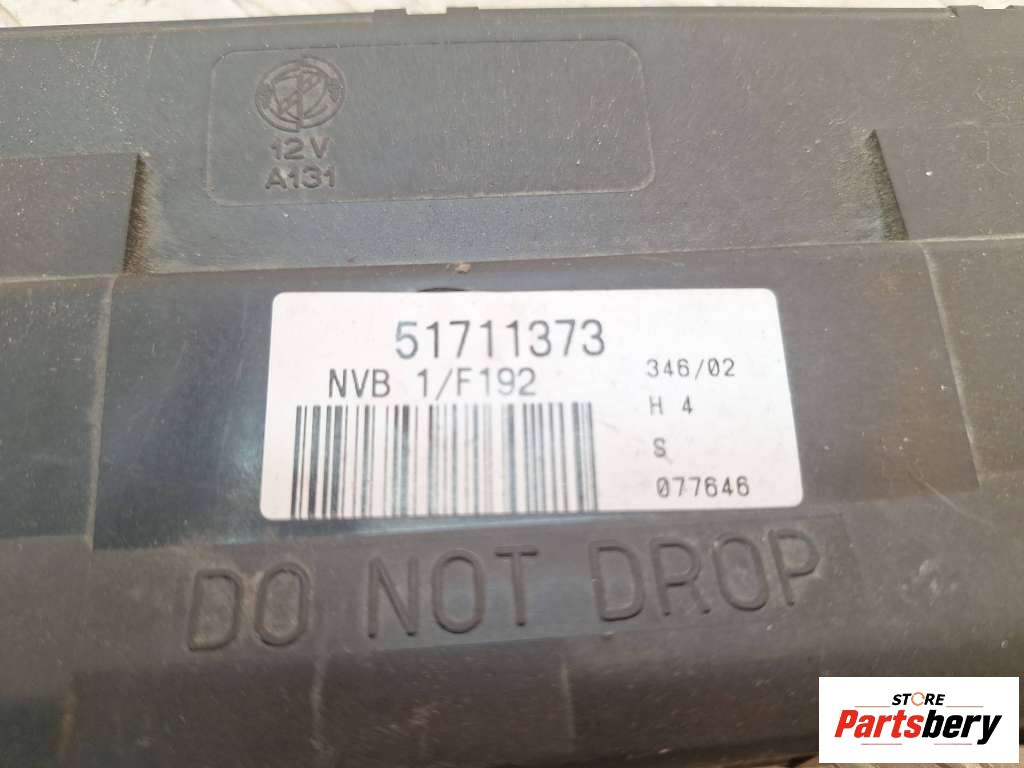 12 V
A131
51711373
NVB 1/F192
346/02
H 4
S
077646
DO NOT DROP
STORE
Partsbery